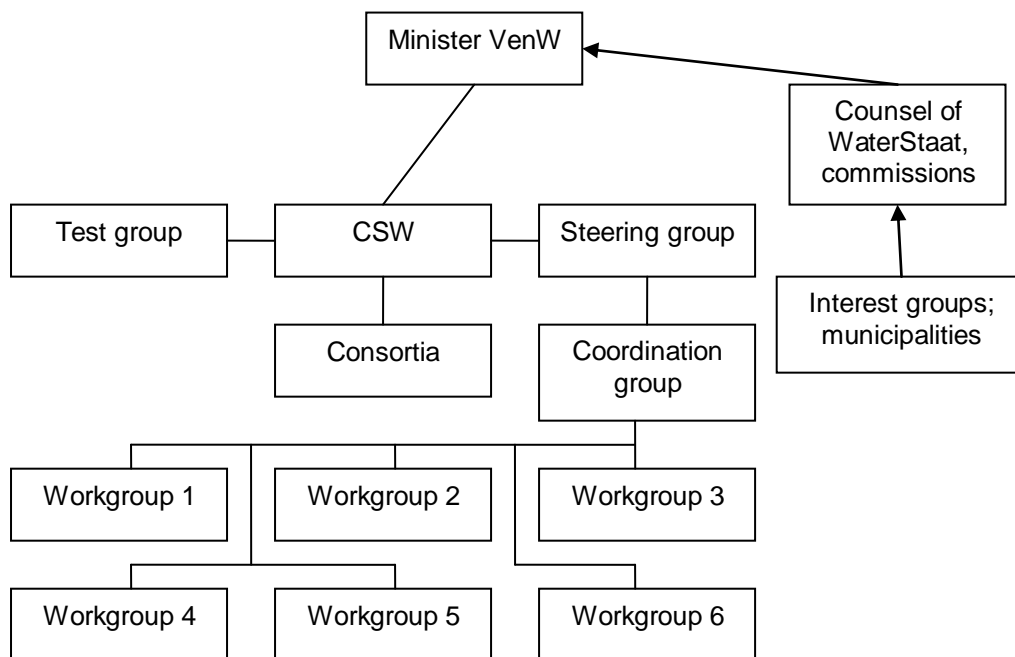 Minister VenW
Counsel of
WaterStaat,
commissions
Test group
CSW
Steering group
Interest groups;
municipalities
Consortia
Coordination
group
Workgroup 1
Workgroup 2
Workgroup 3
Workgroup 4
Workgroup 5
Workgroup 6